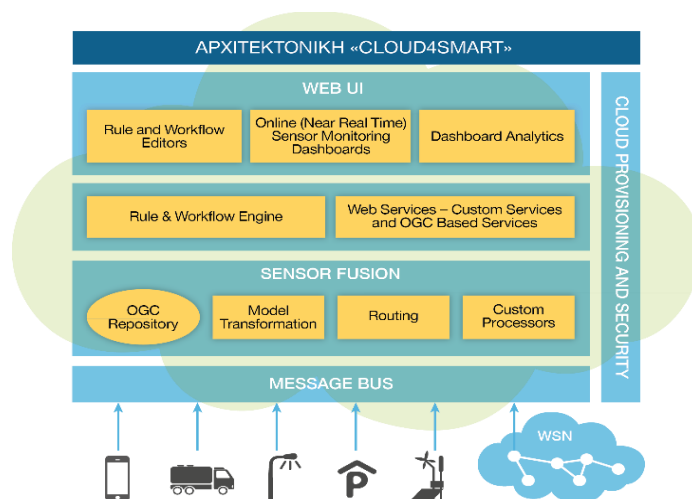 ΑΡΧΙΤΕΚΤΟΝΙΚΗ «CLOUD4SMART»
WEB UI
Rule and Workflow
Editors
Online (Near Real Time)
Sensor Monitoring
Dashboards
Dashboard Analytics
Rule & Workflow Engine
Web Services – Custom Services
and OGC Based Services
SENSOR FUSION
OGC
Repository
Model
Transformation
Routing
Custom
Processors
MESSAGE BUS
CLOUD PROVISIONING AND SECURITY
P
WSN